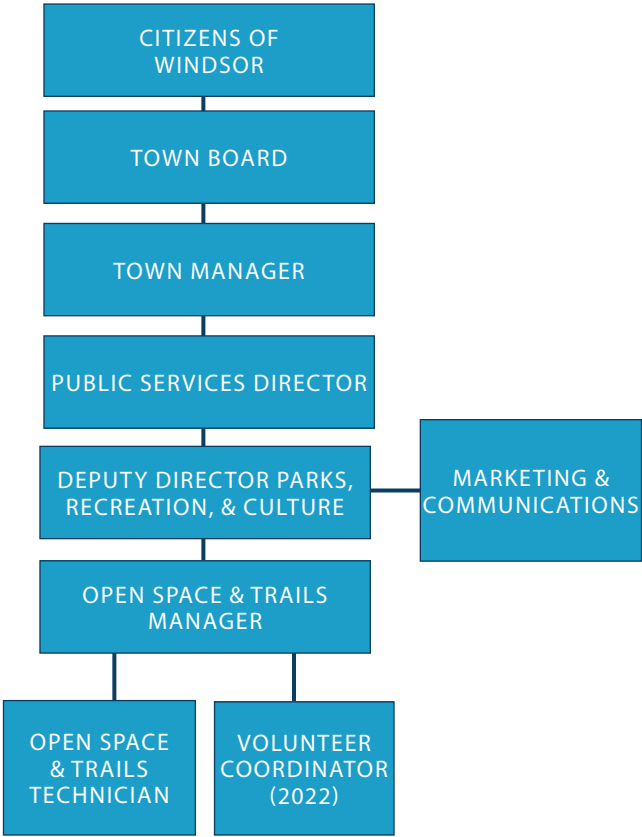 CITIZENS OF
WINDSOR
TOWN BOARD
TOWN MANAGER
PUBLIC SERVICES DIRECTOR
DEPUTY DIRECTOR PARKS,
RECREATION, & CULTURE
MARKETING &
COMMUNICATIONS
OPEN SPACE & TRAILS
MANAGER
OPEN SPACE
& TRAILS
TECHNICIAN
VOLUNTEER
COORDINATOR
(2022)